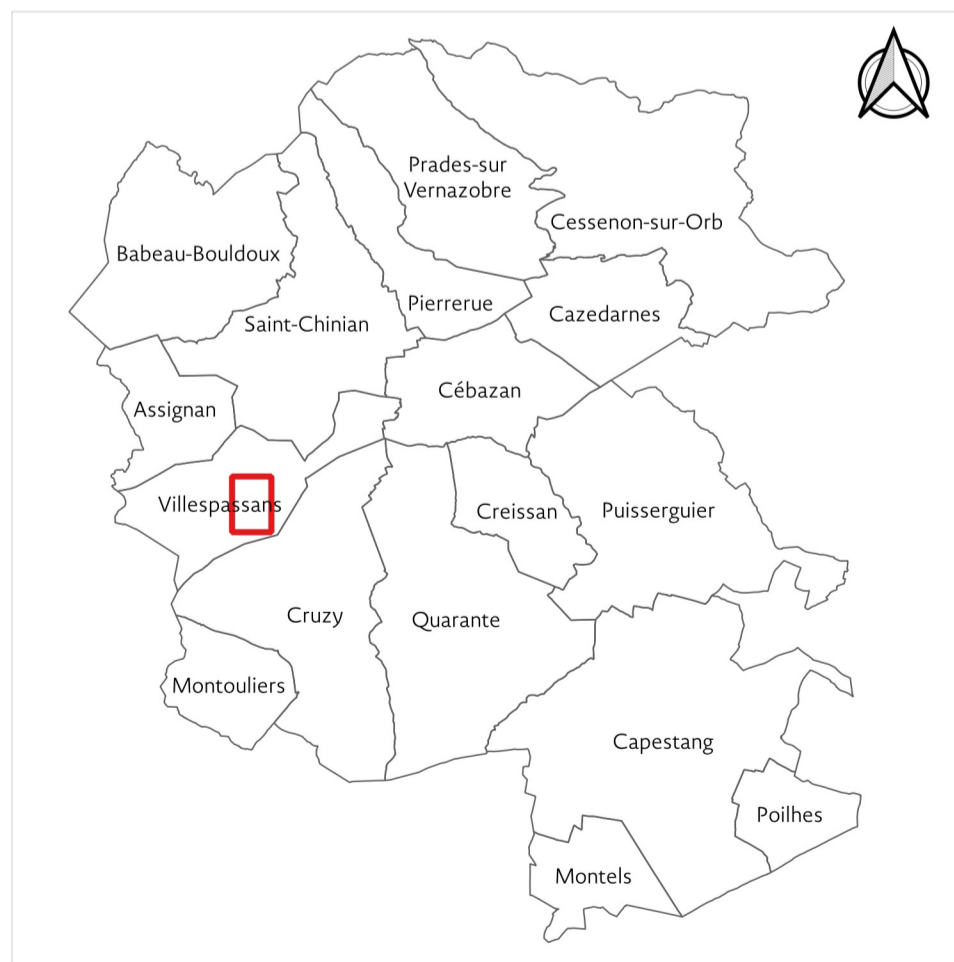 Prades-sur
Vernazobre
Cessenon-sur-Orb
Babeau-Bouldoux
Pierrerue
Cazedarnes
Saint-Chinian
Cébazan
Assignan
Villespassans
Creissan
Puisserguier
Cruzy
Quarante
Montouliers
Capestang
Poilhes
Montels